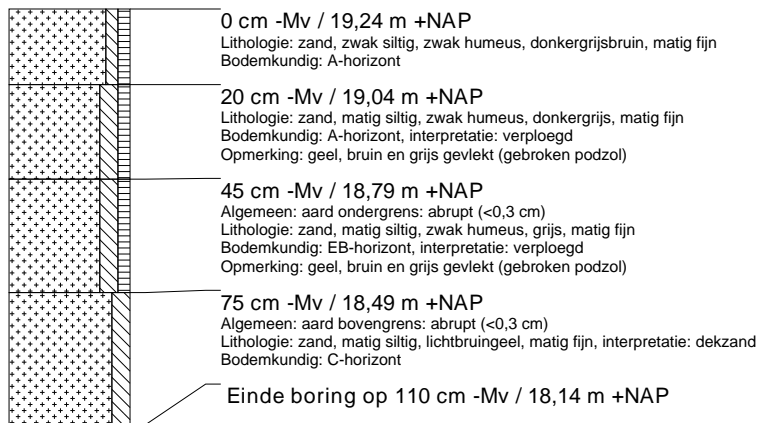 0 cm -Mv / 19,24 m +NAP
Lithologie: zand, zwak siltig, zwak humeus, donkergrijsbruin, matig fijn
Bodemkundig: A-horizont
20 cm -Mv / 19,04 m +NAP
Lithologie: zand, matig siltig, zwak humeus, donkergrijs, matig fijn
Bodemkundig: A-horizont, interpretatie: verploegd
Opmerking: geel, bruin en grijs gevlekt (gebroken podzol)
45 cm -Mv / 18,79 m +NAP
Algemeen: aard ondergrens: abrupt (<0,3 cm)
Lithologie: zand, matig siltig, zwak humeus, grijs, matig fijn
Bodemkundig: EB-horizont, interpretatie: verploegd
Opmerking: geel, bruin en grijs gevlekt (gebroken podzol)
75 cm -Mv / 18,49 m +NAP
Algemeen: aard bovengrens: abrupt (<0,3 cm)
Lithologie: zand, matig siltig, lichtbruingeel, matig fijn, interpretatie: dekzand
Bodemkundig: C-horizont
Einde boring op 110 cm -Mv / 18,14 m +NAP